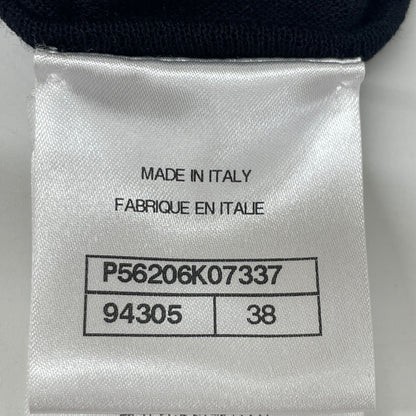 MADE IN ITALY
FABRIQUE EN ITALIE
P56206K07337
94305 38